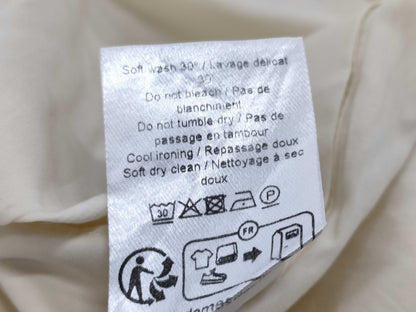 Soft wash 30° / Lavage délicat
30°
Do not bleach / Pas de
blanchiment
Do not tumble dry / Pas de
passage en tambour
Cool ironing / Repassage doux
Soft dry clean / Nettoyage à sec
doux
30
P
FR